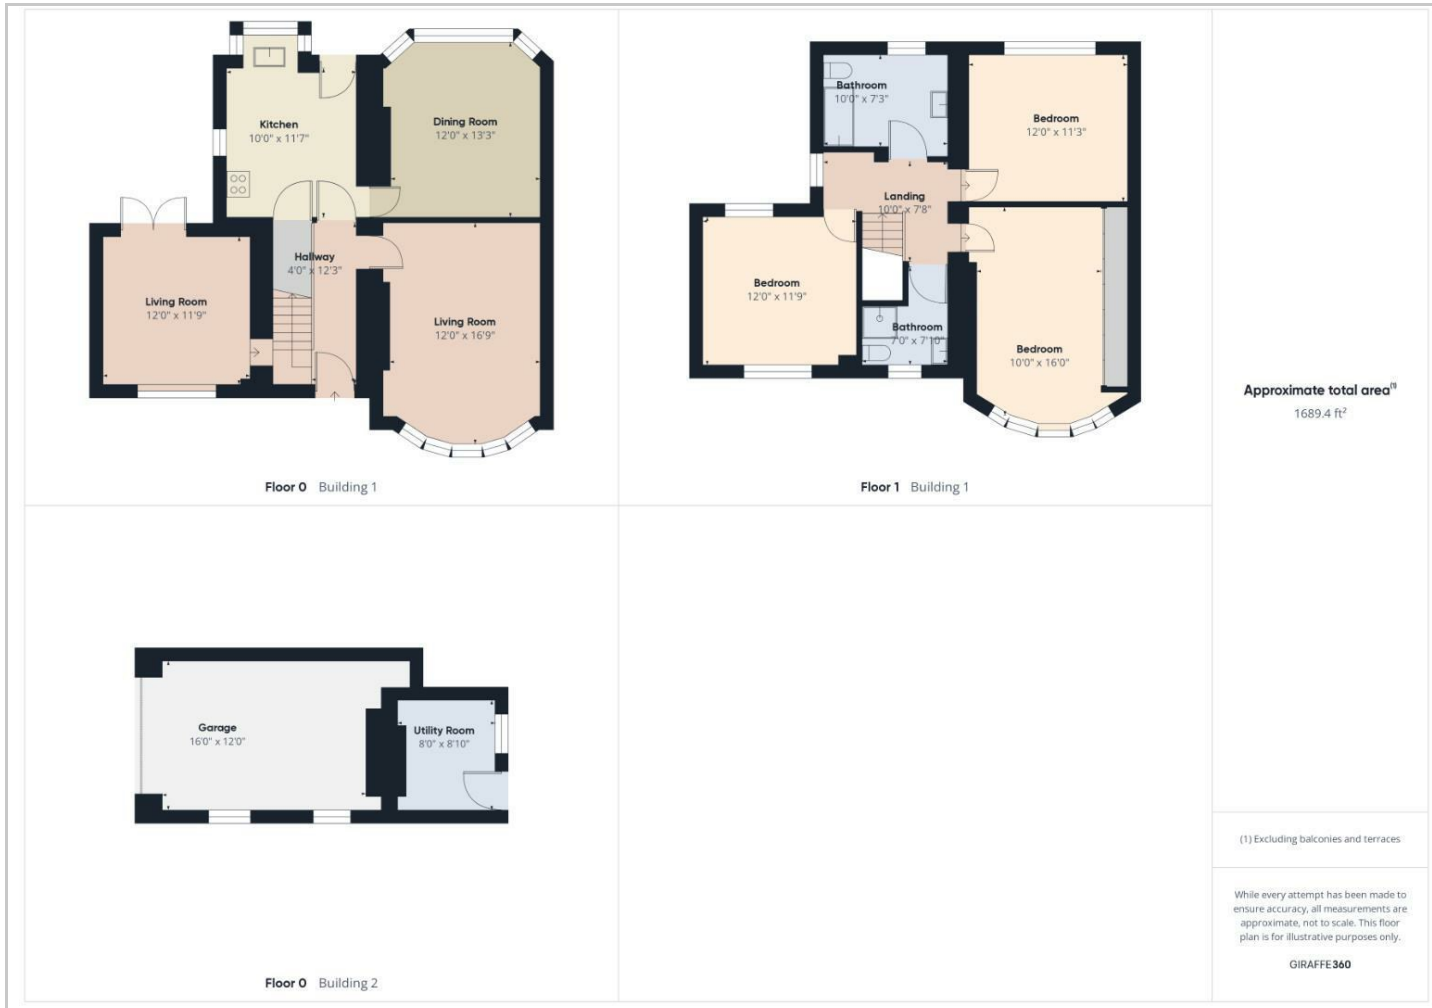 Kitchen
10'0" x 11'7"
Dining Room
12'0" x 13'3"
Hallway
4'0" x 12'3"
Living Room
12'0" x 11'9"
Living Room
12'0" x 16'9"
Floor 0 Building 1
Bathroom
10'0" x 7'3"
Bedroom
12'0" x 11'3"
Landing
10'0" x 7'8"
Bedroom
12'0" x 11'9"
Bathroom
7'0" x 7'10"
Bedroom
10'0" x 16'0"
Floor 1 Building 1
Approximate total area(1)
1689.4 ft²
Garage
16'0" x 12'0"
Utility Room
8'0" x 8'10"
Floor 0 Building 2
(1) Excluding balconies and terraces
While every attempt has been made to
ensure accuracy, all measurements are
approximate, not to scale. This floor
plan is for illustrative purposes only.
GIRAFFE360